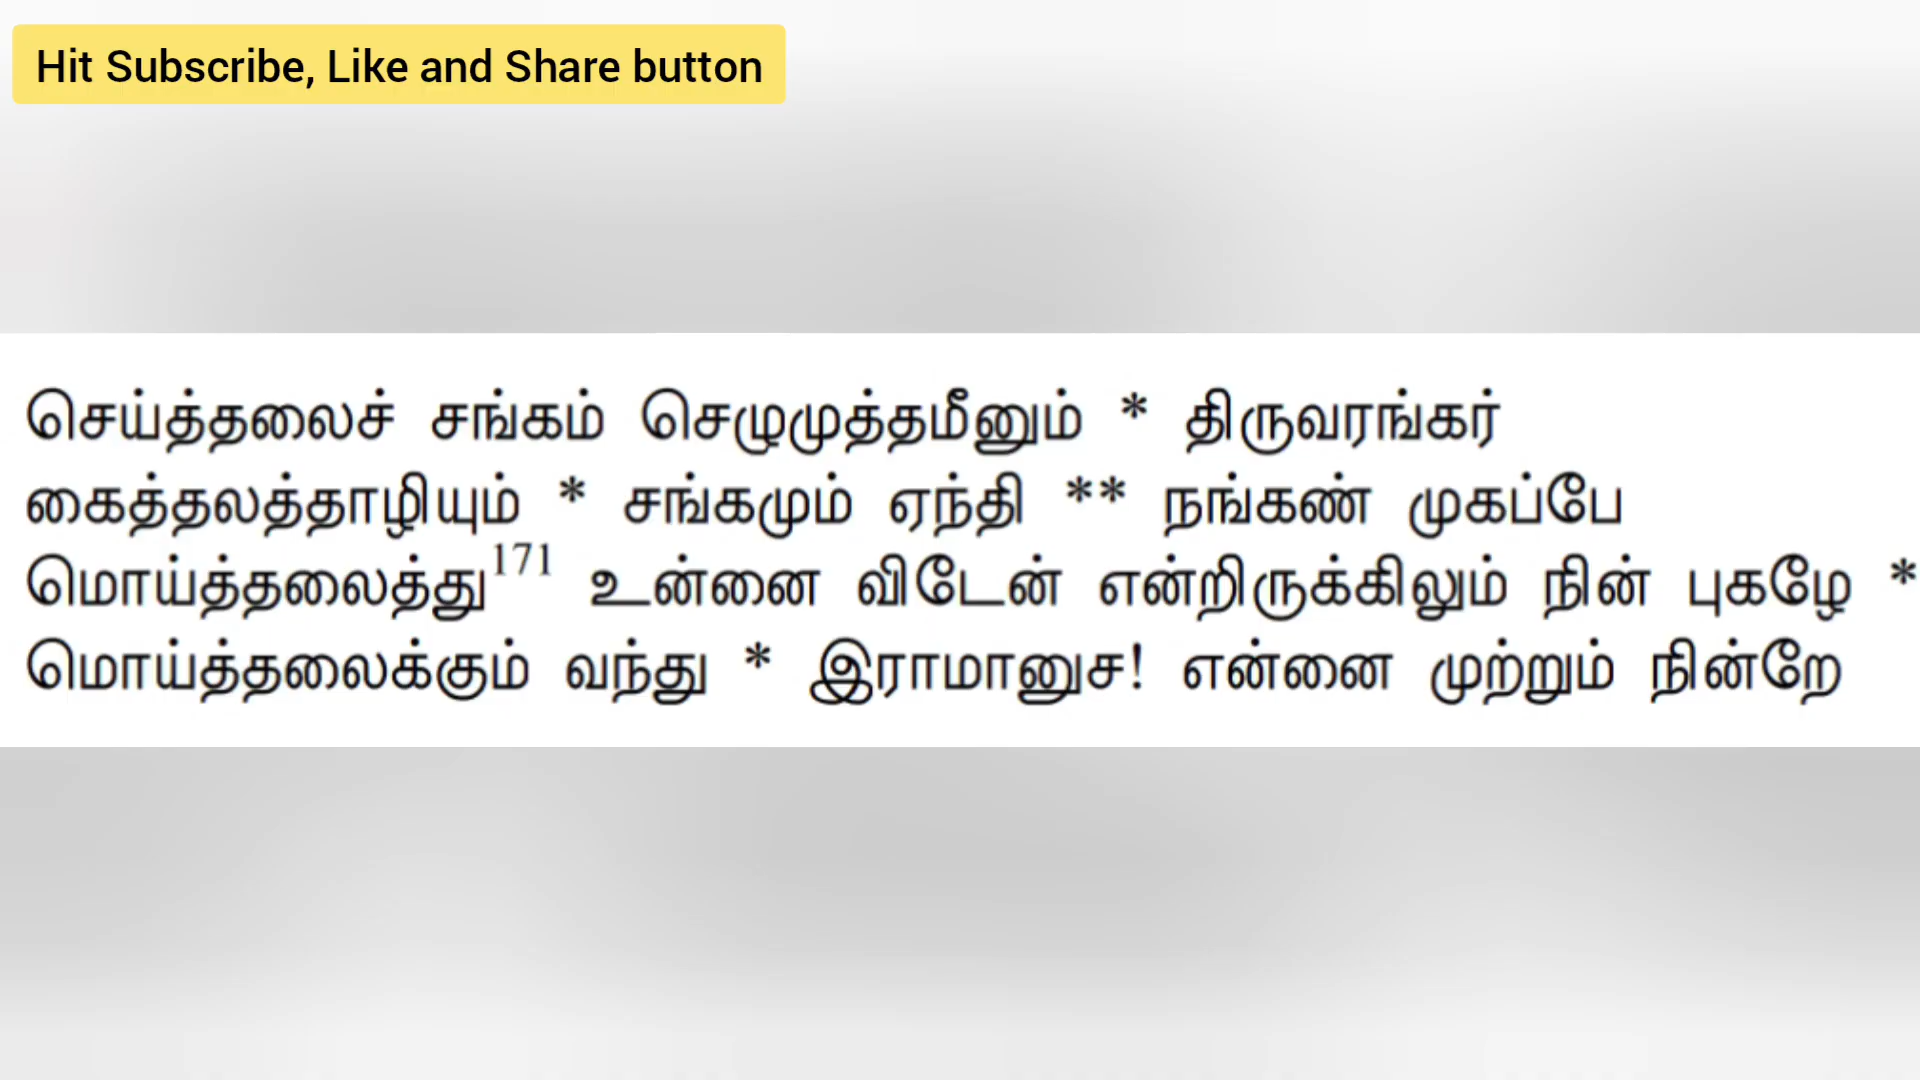 Hit Subscribe, Like and Share button
செய்த்தலைச் சங்கம் செழுமுத்தமீனும் * திருவரங்கர்
கைத்தலத்தாழியும் * சங்கமும் ஏந்தி ** நங்கண் முகப்பே
மொய்த்தலைத்து171 உன்னை விடேன் என்றிருக்கிலும் நின் புகழே *
மொய்த்தலைக்கும் வந்து * இராமானுச! என்னை முற்றும் நின்றே